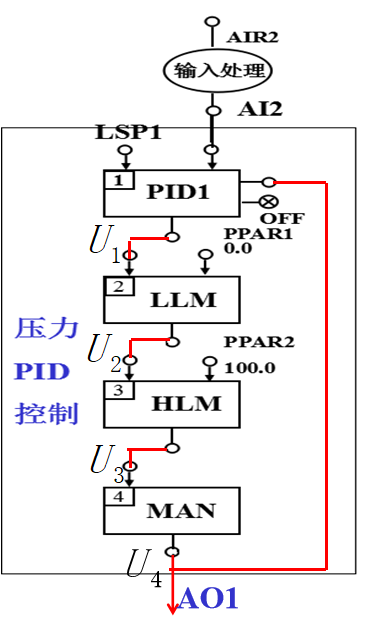 AIR2
输入处理
AI2
LSP1
1
PID1
OFF
U1
PPAR1
0.0
2
LLM
压力
PID
控制
U2
PPAR2
100.0
3
HLM
U3
4
MAN
U4
AO1